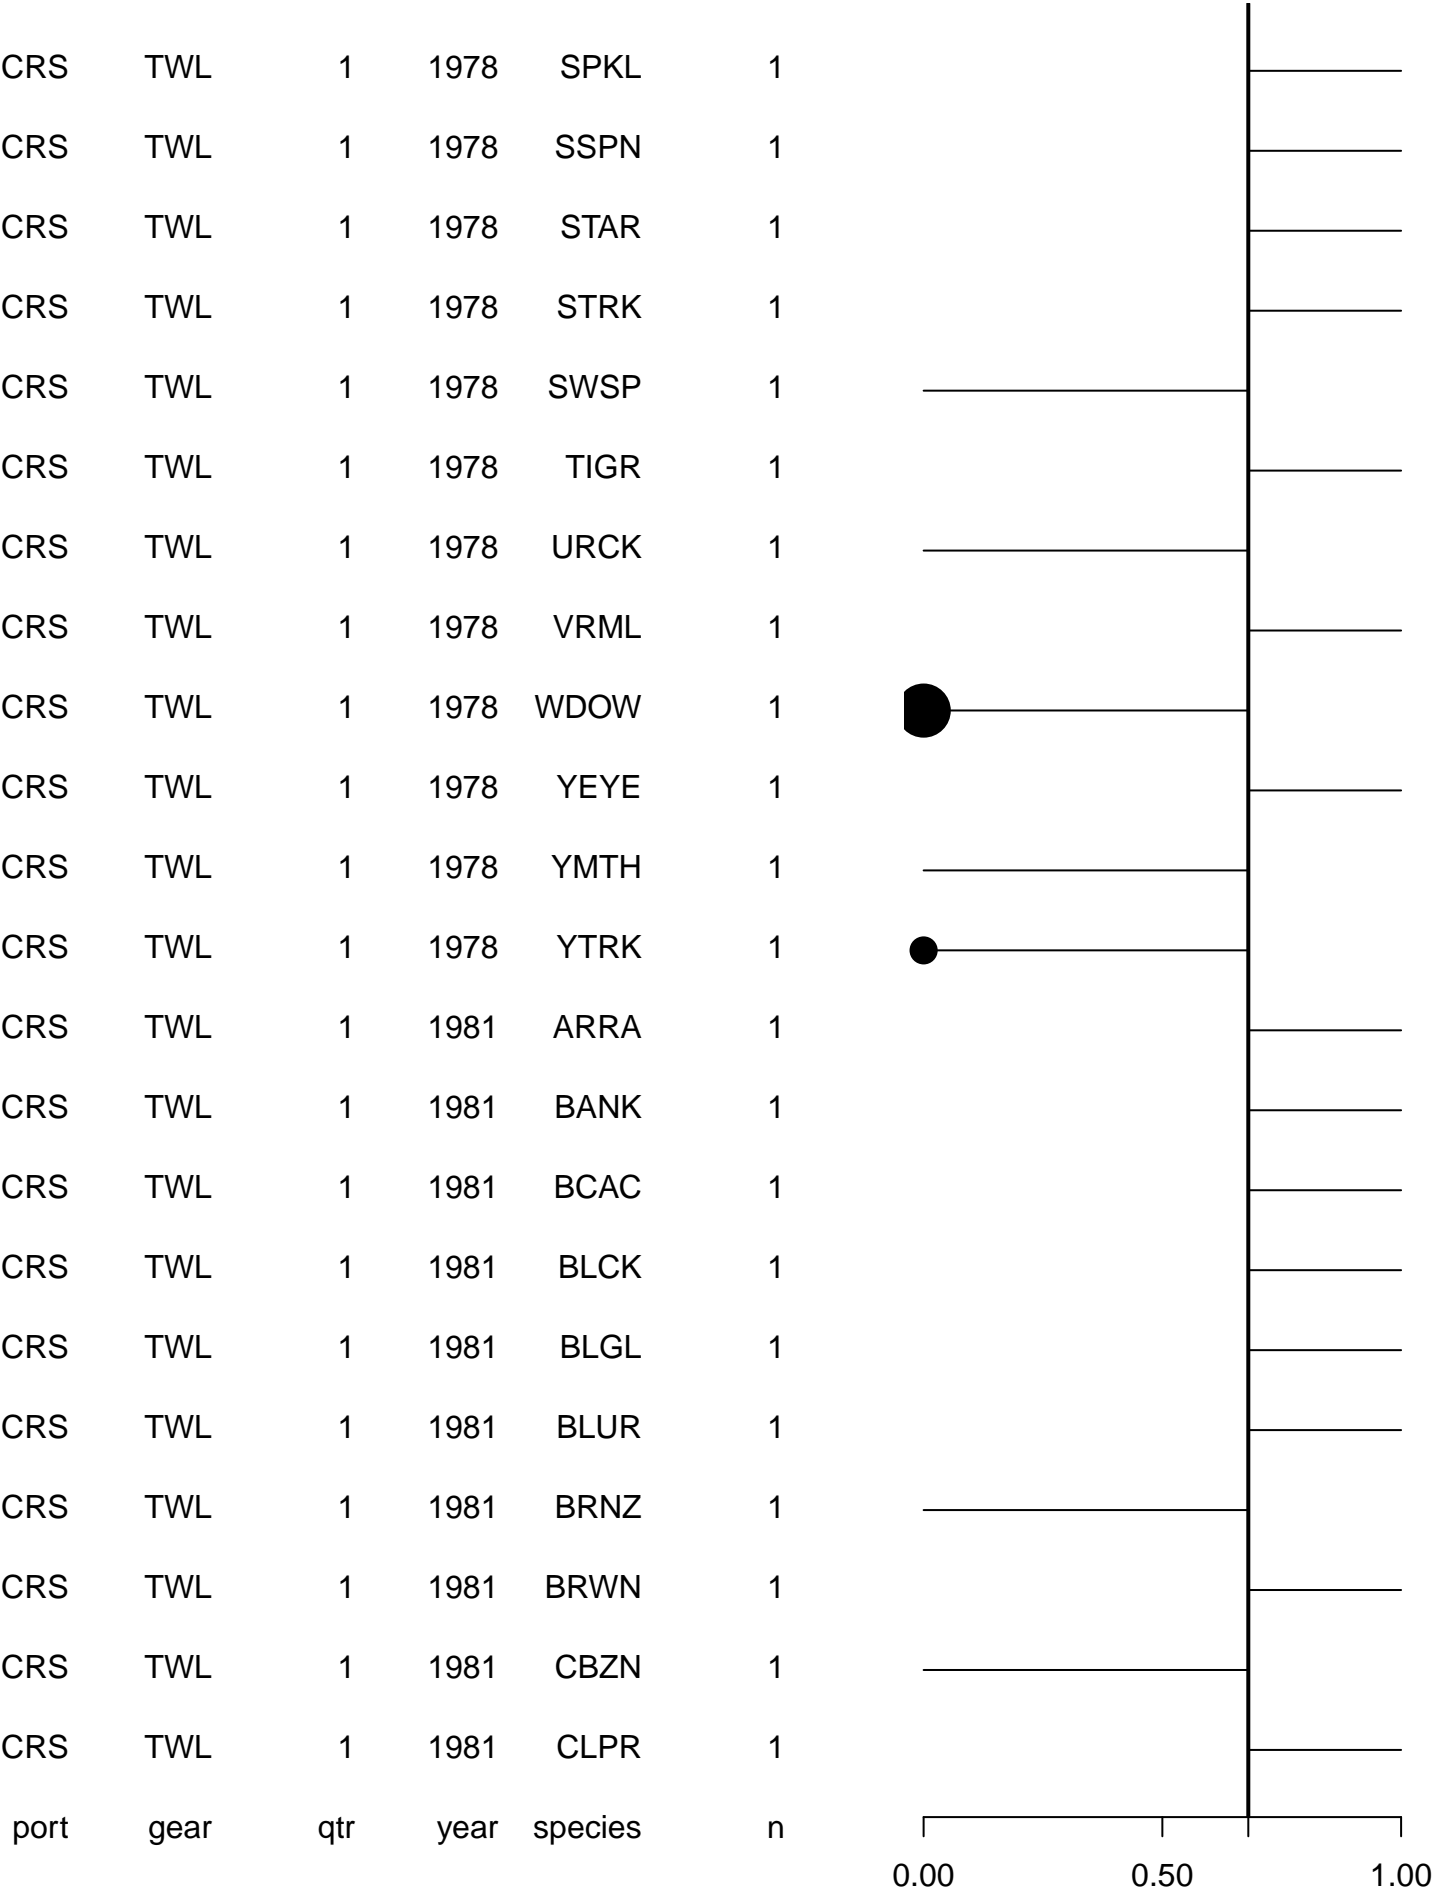 CRS TWL 1 1978 SPKL 1
CRS TWL 1 1978 SSPN 1
CRS TWL 1 1978 STAR 1
CRS TWL 1 1978 STRK 1
CRS TWL 1 1978 SWSP 1
CRS TWL 1 1978 TIGR 1
CRS TWL 1 1978 URCK 1
CRS TWL 1 1978 VRML 1
CRS TWL 1 1978 WDOW 1
CRS TWL 1 1978 YEYE 1
CRS TWL 1 1978 YMTH 1
CRS TWL 1 1978 YTRK 1
CRS TWL 1 1981 ARRA 1
CRS TWL 1 1981 BANK 1
CRS TWL 1 1981 BCAC 1
CRS TWL 1 1981 BLCK 1
CRS TWL 1 1981 BLGL 1
CRS TWL 1 1981 BLUR 1
CRS TWL 1 1981 BRNZ 1
CRS TWL 1 1981 BRWN 1
CRS TWL 1 1981 CBZN 1
CRS TWL 1 1981 CLPR 1
port gear qtr year species n
0.00 0.50 1.00